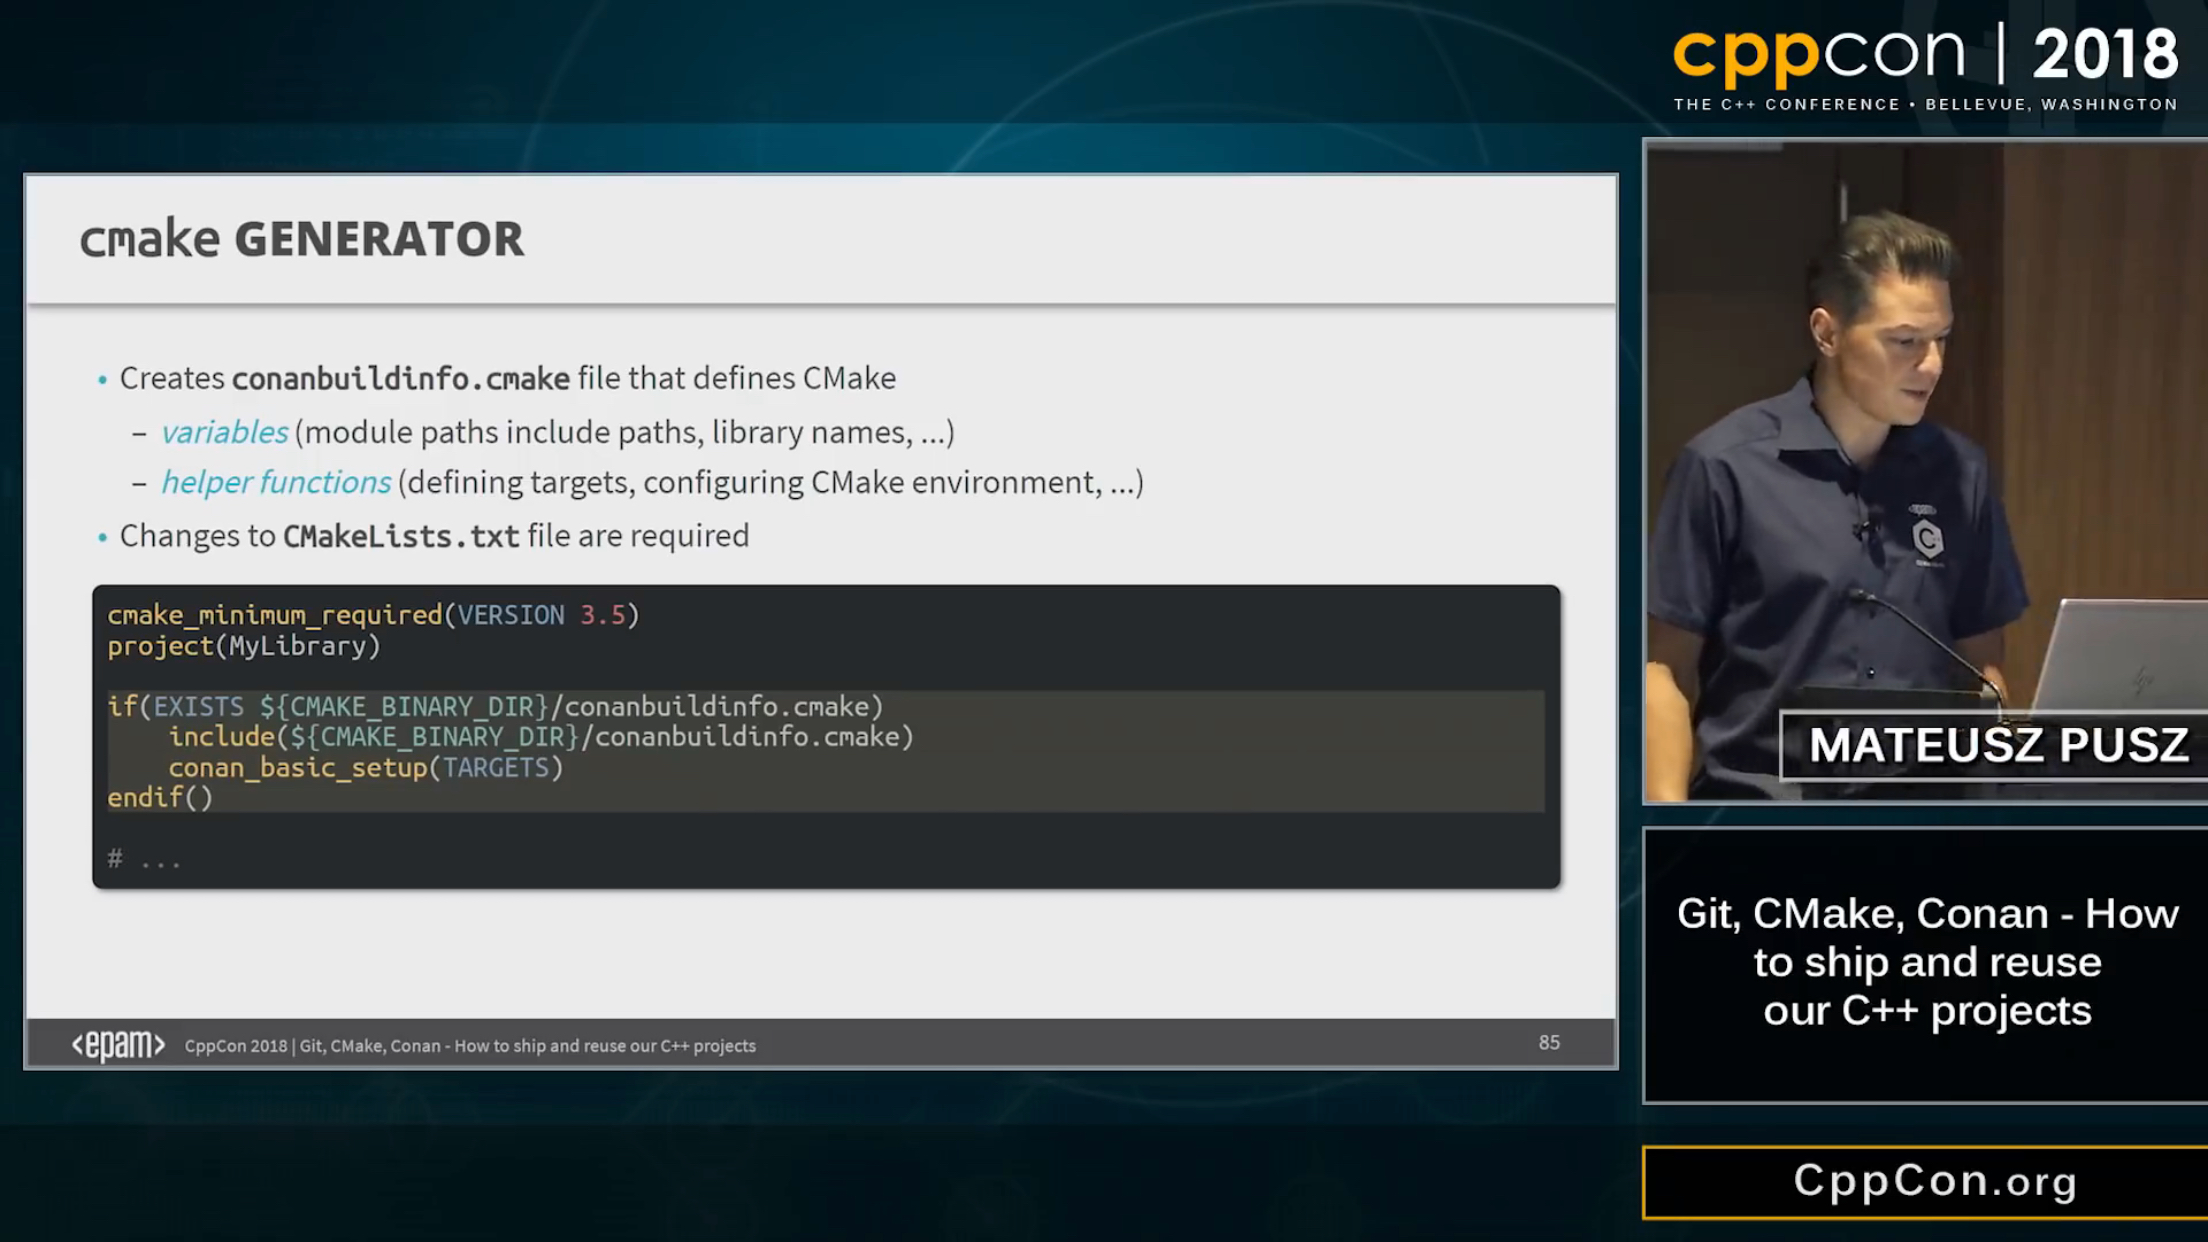 cppcon | 2018
THE C++ CONFERENCE • BELLEVUE, WASHINGTON
cmake GENERATOR
• Creates conanbuildinfo.cmake file that defines CMake
– variables (module paths include paths, library names, ...)
– helper functions (defining targets, configuring CMake environment, ...)
• Changes to CMakeLists.txt file are required
cmake_minimum_required(VERSION 3.5)
project(MyLibrary)
if(EXISTS ${CMAKE_BINARY_DIR}/conanbuildinfo.cmake)
    include(${CMAKE_BINARY_DIR}/conanbuildinfo.cmake)
    conan_basic_setup(TARGETS)
endif()
# ...
<epam> CppCon 2018 | Git, CMake, Conan - How to ship and reuse our C++ projects
85
MATEUSZ PUSZ
Git, CMake, Conan - How
to ship and reuse
our C++ projects
CppCon.org